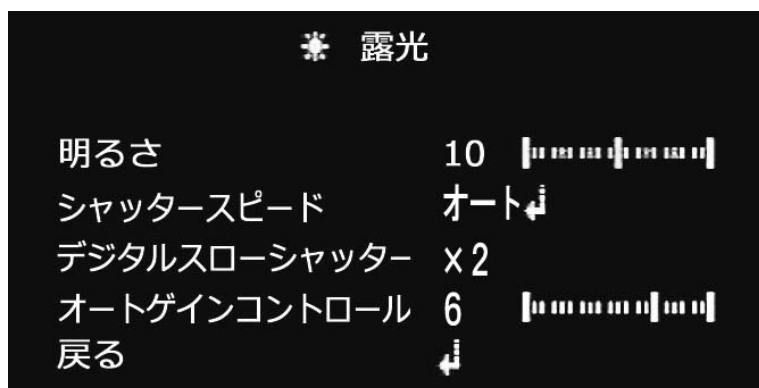 露光
明るさ 10
シャッタースピード オート
デジタルスローシャッター ×2
オートゲインコントロール 6
戻る